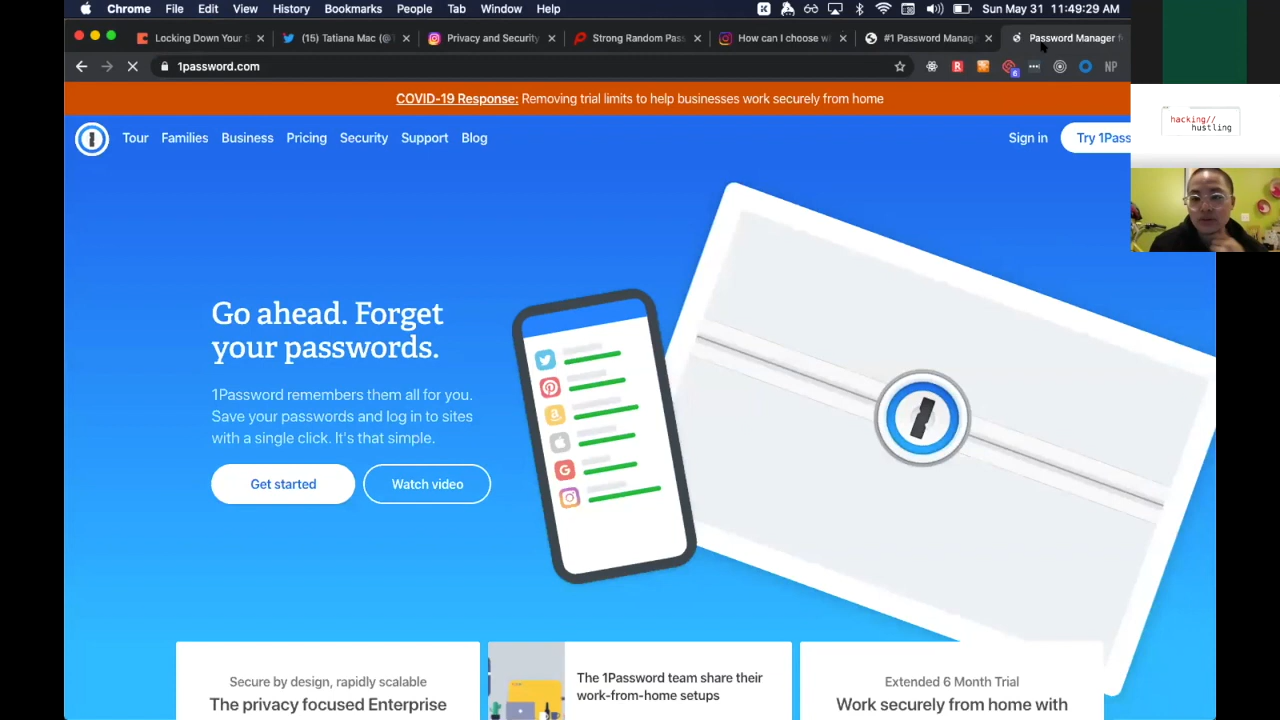 Chrome File Edit View History Bookmarks People Tab Window Help Sun May 31 11:49:29 AM
Locking Down Your (15) Tatiana Mac (@ Privacy and Security Strong Random Pas How can I choose #1 Password Manag Password Manager
1password.com
6 NP
COVID-19 Response: Removing trial limits to help businesses work securely from home
Tour Families Business Pricing Security Support Blog Sign in Try 1Pass
hacking//
hustling
Go ahead. Forget
your passwords.
1Password remembers them all for you.
Save your passwords and log in to sites
with a single click. It's that simple.
Get started Watch video
Secure by design, rapidly scalable
The privacy focused Enterprise
The 1Password team share their
work-from-home setups
Extended 6 Month Trial
Work securely from home with